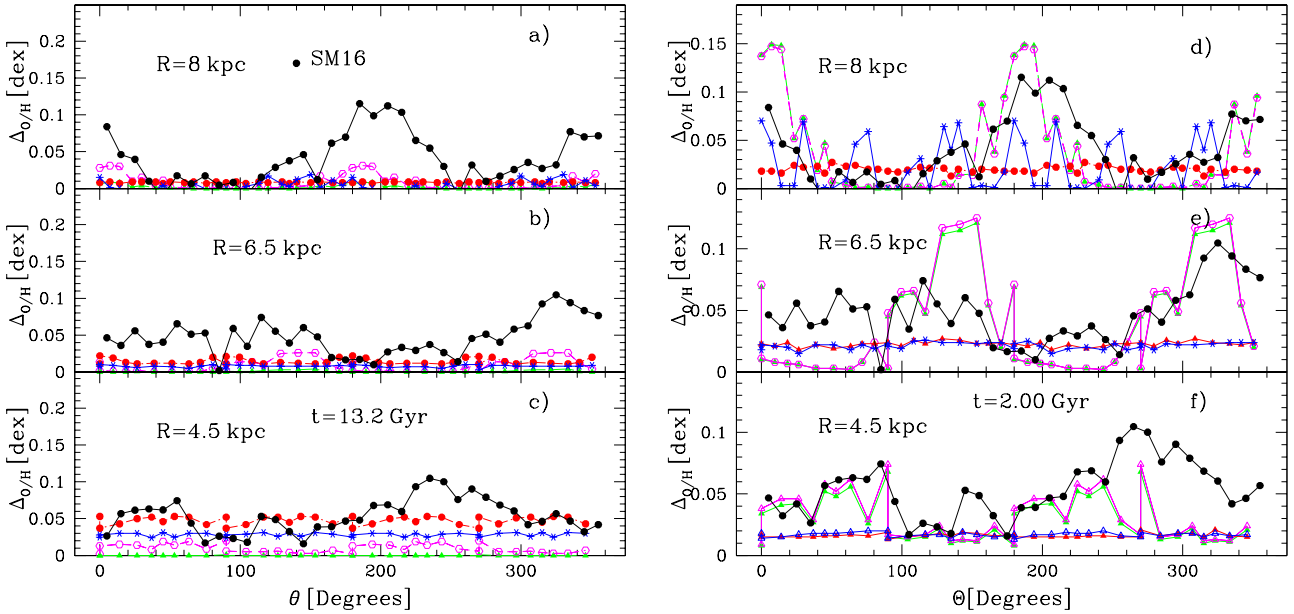 0.2
0.15
0.1
0.05
0
Δ_O/H [dex]
a)
R=8 kpc
SM16
0.2
0.15
0.1
0.05
0
Δ_O/H [dex]
b)
R=6.5 kpc
0.2
0.15
0.1
0.05
0
Δ_O/H [dex]
c)
t=13.2 Gyr
R=4.5 kpc
0 100 200 300
θ [Degrees]
0.15
0.1
0.05
0
Δ_O/H [dex]
d)
R=8 kpc
0.1
0.05
0
Δ_O/H [dex]
e)
R=6.5 kpc
0.1
0.05
0
Δ_O/H [dex]
t=2.00 Gyr f)
R=4.5 kpc
0 100 200 300
Θ[Degrees]